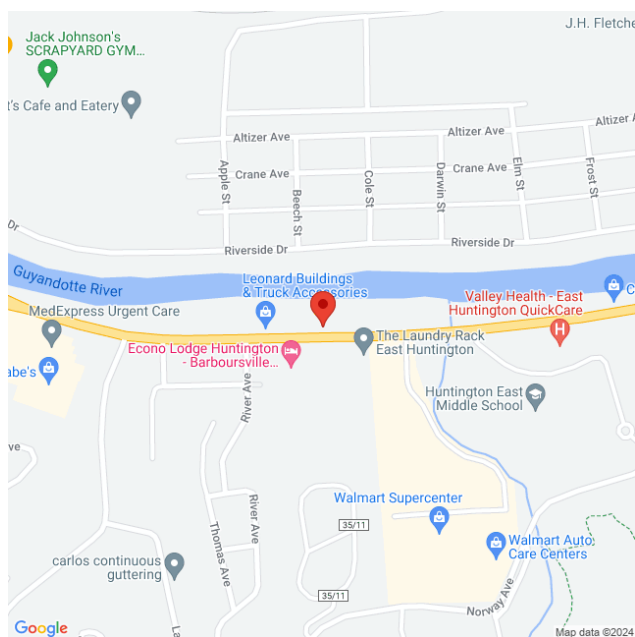 Jack Johnson's
SCRAPYARD GYM...
J.H. Fletche
t's Cafe and Eatery
Altizer Ave
Altizer Ave
Altizer Av
Crane Ave
Crane Ave
Apple St
Beech St
Cole St
Darwin St
Elm St
Frost St
Dr
Riverside Dr
Riverside Dr
Guyandotte River
Leonard Buildings
& Truck Accessories
C
MedExpress Urgent Care
Valley Health - East
Huntington QuickCare
H
The Laundry Rack
East Huntington
Econo Lodge Huntington
- Barboursville...
abe's
River Ave
Huntington East
Middle School
ve
Walmart Supercenter
River Ave
Thomas Ave
35/11
Walmart Auto
Care Centers
carlos continuous
guttering
35/11
Norway Ave
La
Google
Map data ©2024